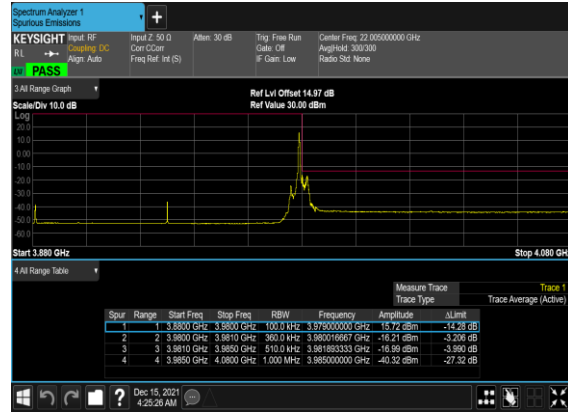 Spectrum Analyzer 1
Spurious Emissions
KEYSIGHT Input: RF Input Z: 50 Ω Atten: 30 dB Trig: Free Run Center Freq: 22.005000000 GHz
RL Coupling: DC Corr CCorr Gate: Off Avg|Hold: 300/300
Align: Auto Freq Ref: Int (S) IF Gain: Low Radio Std: None
PASS
3 All Range Graph
Ref Lvl Offset 14.97 dB
Scale/Div 10.0 dB Ref Value 30.00 dBm
Log
20.0
10.0
0.00
-10.0
-20.0
-30.0
-40.0
-50.0
-60.0
Start 3.880 GHz Stop 4.080 GH
4 All Range Table
Measure Trace Trace 1
Trace Type Trace Average (Active)
Spur Range Start Freq Stop Freq RBW Frequency Amplitude ΔLimit
1 1 3.8800 GHz 3.9800 GHz 100.0 kHz 3.979000000 GHz 15.72 dBm -14.28 dB
2 2 3.9800 GHz 3.9810 GHz 360.0 kHz 3.980016667 GHz -16.21 dBm -3.206 dB
3 3 3.9810 GHz 3.9850 GHz 510.0 kHz 3.981893333 GHz -16.99 dBm -3.990 dB
4 4 3.9850 GHz 4.0800 GHz 1.000 MHz 3.985000000 GHz -40.32 dBm -27.32 dB
? Dec 15, 2021
4:25:26 AM